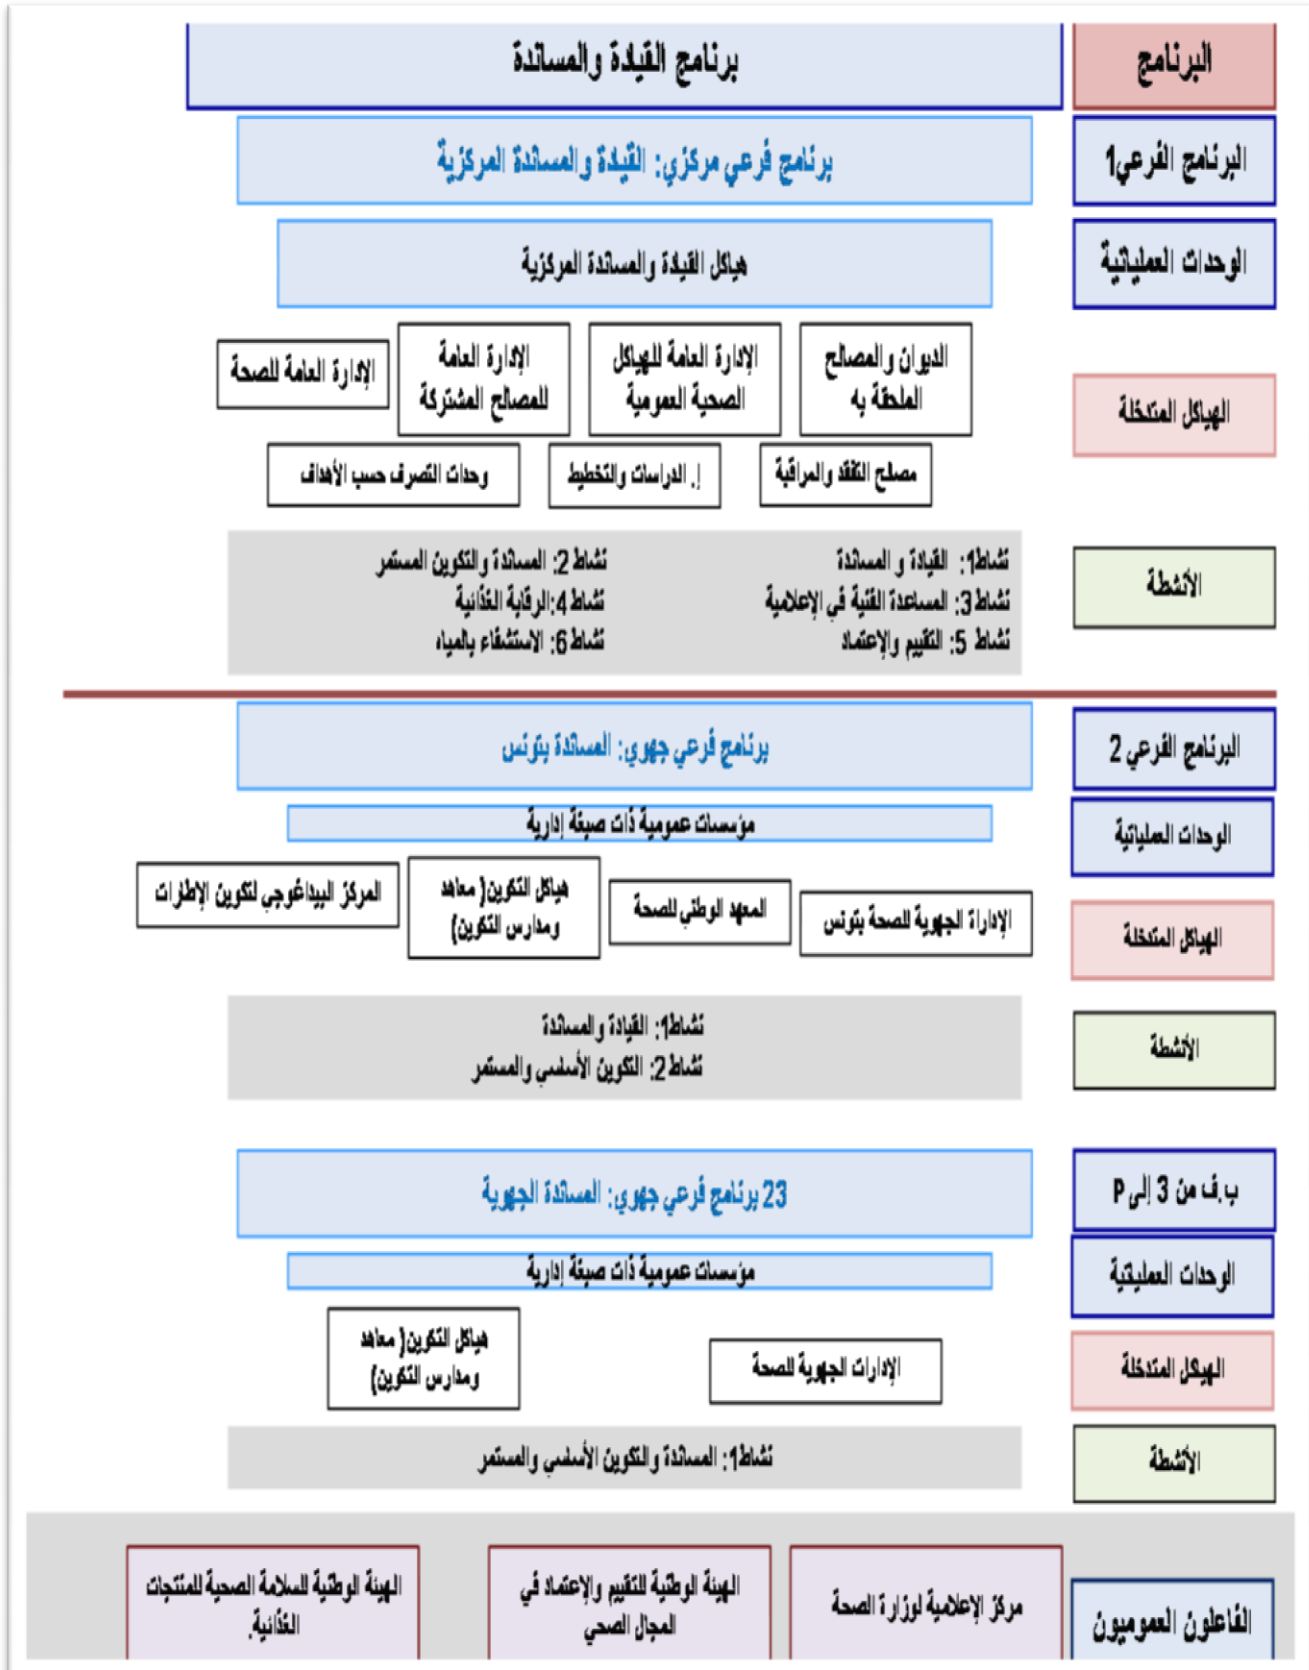 البرنامج
برنامج القيادة والمساندة
البرنامج الفرعي1
برنامج فرعي مركزي: القيادة والمساندة المركزية
الوحدات العملياتية
هياكل القيادة والمساندة المركزية
الهياكل المتدخلة
الديوان والمصالح
الملحقة به
الإدارة العامة للهياكل
الصحية العمومية
الإدارة العامة
للمصالح المشتركة
الإدارة العامة للصحة
مصالح التفقد والمراقبة
إ. الدراسات والتخطيط
وحدات التصرف حسب الأهداف
الأنشطة
نشاط1: القيادة و المساندة
نشاط 2: المساندة والتكوين المستمر
نشاط 3: المساعدة الفنية في الإعلامية
نشاط 4:الرقابة الغذائية
نشاط 5: التقييم والإعتماد
نشاط 6: الاستشفاء بالمياه
البرنامج الفرعي 2
برنامج فرعي جهوي: المساندة بتونس
الوحدات العملياتية
مؤسسات عمومية ذات صبغة إدارية
الهياكل المتدخلة
الإدارة الجهوية للصحة بتونس
المعهد الوطني للصحة
هياكل التكوين( معاهد
ومدارس التكوين)
المركز البيداغوجي لتكوين الإطارات
الأنشطة
نشاط1: القيادة والمساندة
نشاط 2: التكوين الأساسي والمستمر
ب.ف من 3 إلى P
23 برنامج فرعي جهوي: المساندة الجهوية
الوحدات العملياتية
مؤسسات عمومية ذات صبغة إدارية
الهياكل المتدخلة
الإدارات الجهوية للصحة
هياكل التكوين( معاهد
ومدارس التكوين)
الأنشطة
نشاط1: المساندة والتكوين الأساسي والمستمر
الفاعلون العموميون
مركز الإعلامية لوزارة الصحة
الهيئة الوطنية للتقييم والإعتماد في
المجال الصحي
الهيئة الوطنية للسلامة الصحية للمنتجات
الغذائية.